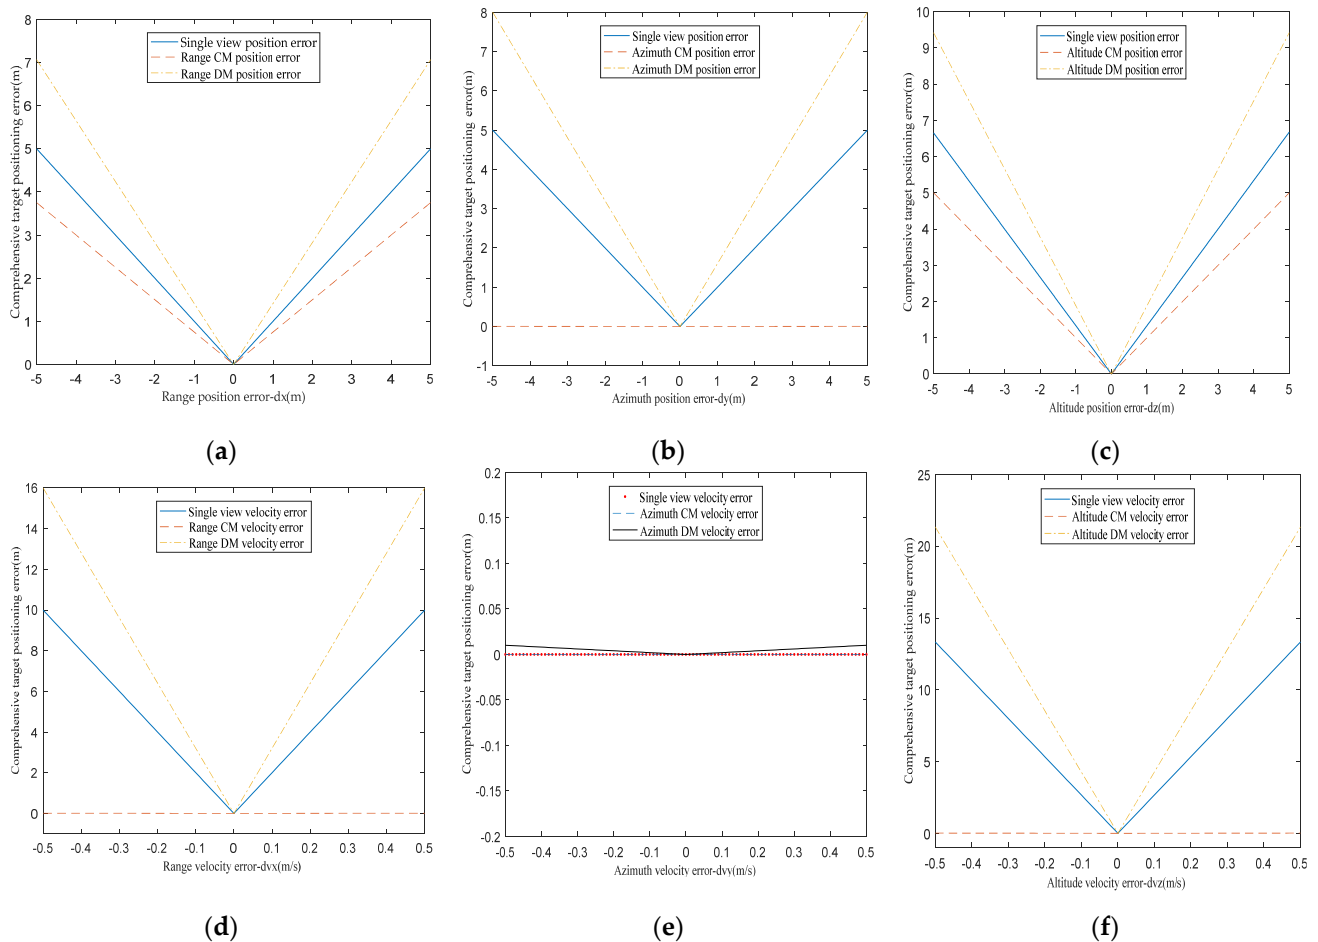 Comprehensive target positioning error(m)
8
7
6
5
4
3
2
1
0
Single view position error
Range CM position error
Range DM position error
-5 -4 -3 -2 -1 0 1 2 3 4 5
Range position error-dx(m)
(a)
Comprehensive target positioning error(m)
8
7
6
5
4
3
2
1
0
-1
Single view position error
Azimuth CM position error
Azimuth DM position error
-5 -4 -3 -2 -1 0 1 2 3 4 5
Azimuth position error-dy(m)
(b)
Comprehensive target positioning error(m)
10
9
8
7
6
5
4
3
2
1
0
Single view position error
Altitude CM position error
Altitude DM position error
-5 -4 -3 -2 -1 0 1 2 3 4 5
Altitude position error-dz(m)
(c)
Comprehensive target positioning error(m)
16
14
12
10
8
6
4
2
0
Single view velocity error
Range CM velocity error
Range DM velocity error
-0.5 -0.4 -0.3 -0.2 -0.1 0 0.1 0.2 0.3 0.4 0.5
Range velocity error-dvx(m/s)
(d)
Comprehensive target positioning error(m)
0.2
0.15
0.1
0.05
0
-0.05
-0.1
-0.15
-0.2
Single view velocity error
Azimuth CM velocity error
Azimuth DM velocity error
-0.5 -0.4 -0.3 -0.2 -0.1 0 0.1 0.2 0.3 0.4 0.5
Azimuth velocity error-dvy(m/s)
(e)
Comprehensive target positioning error(m)
25
20
15
10
5
0
Single view velocity error
Altitude CM velocity error
Altitude DM velocity error
-0.5 -0.4 -0.3 -0.2 -0.1 0 0.1 0.2 0.3 0.4 0.5
Altitude velocity error-dvz(m/s)
(f)